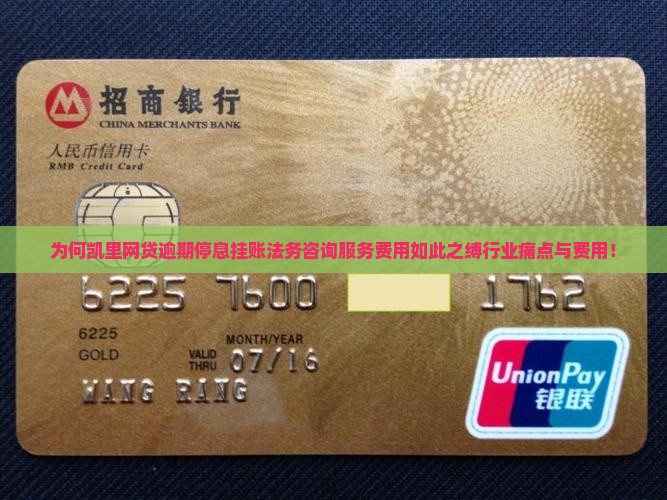 招商银行
CHINA MERCHANTS BANK
人民币信用卡
RMB Credit Card
为何凯里网贷逾期停息挂账法务咨询服务费用如此之缚行业痛点与费用！
6225 7600 1762
6225
GOLD
MONTH/YEAR
VALID THRU 07/16
WANG RANG
UnionPay
银联